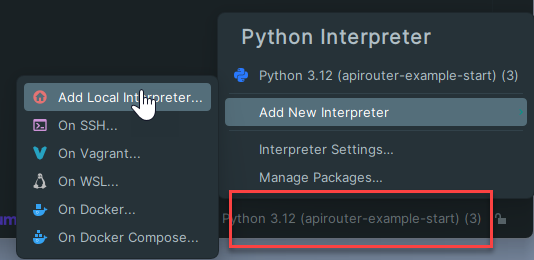 Python Interpreter
Python 3.12 (apirouter-example-start) (3)
Add New Interpreter
Interpreter Settings...
Manage Packages...
Add Local Interpreter...
On SSH...
On Vagrant...
On WSL...
On Docker...
On Docker Compose...
Python 3.12 (apirouter-example-start) (3)